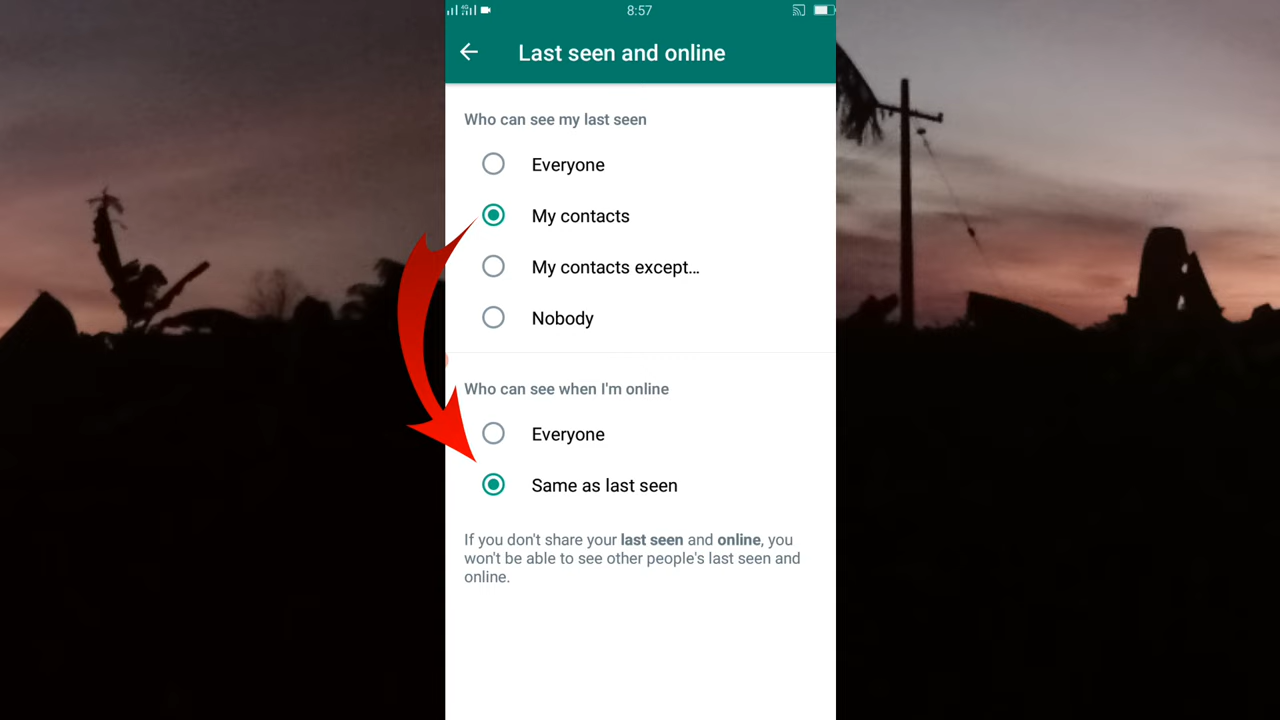 8:57
Last seen and online
Who can see my last seen
Everyone
My contacts
My contacts except...
Nobody
Who can see when I'm online
Everyone
Same as last seen
If you don't share your last seen and online, you
won't be able to see other people's last seen and
online.